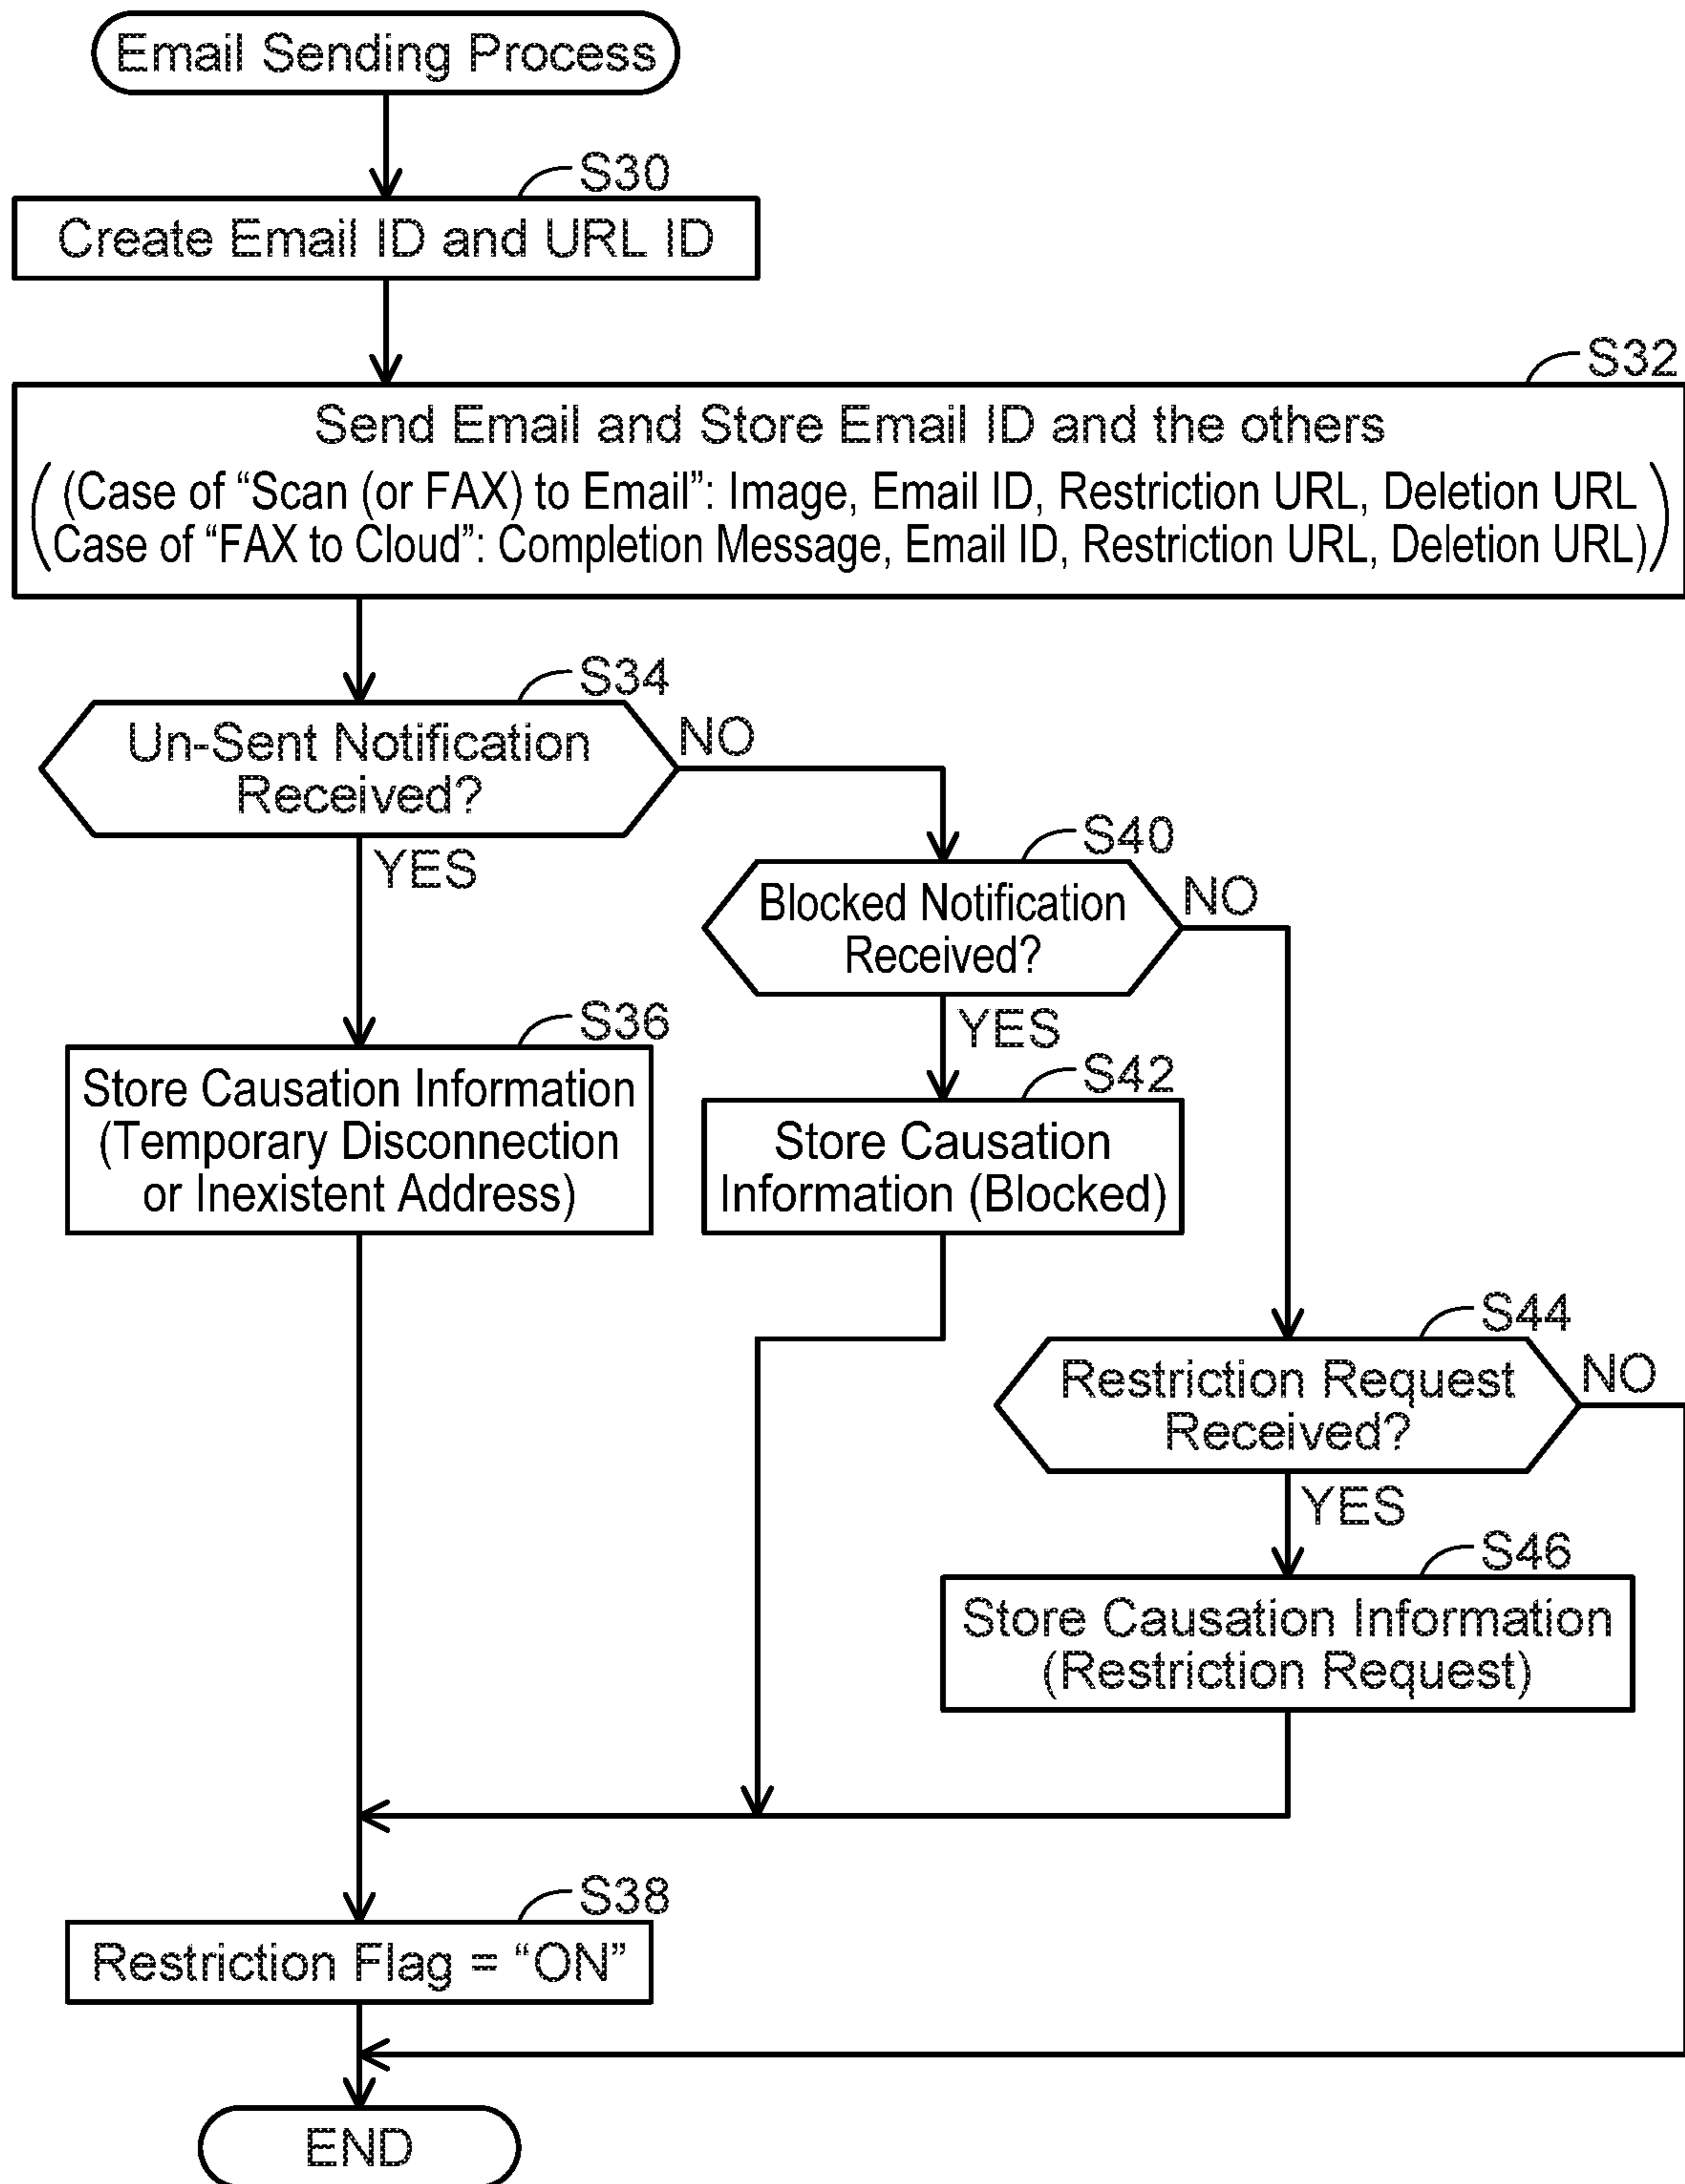 Email Sending Process
S30
Create Email ID and URL ID
S32
Send Email and Store Email ID and the others
((Case of “Scan (or FAX) to Email”: Image, Email ID, Restriction URL, Deletion URL
Case of “FAX to Cloud”: Completion Message, Email ID, Restriction URL, Deletion URL))
S34
Un-Sent Notification
Received?
NO
YES
S40
Blocked Notification
Received?
NO
YES
S36
Store Causation Information
(Temporary Disconnection
or Inexistent Address)
S42
Store Causation
Information (Blocked)
S44
Restriction Request
Received?
NO
YES
S46
Store Causation Information
(Restriction Request)
S38
Restriction Flag = “ON”
END